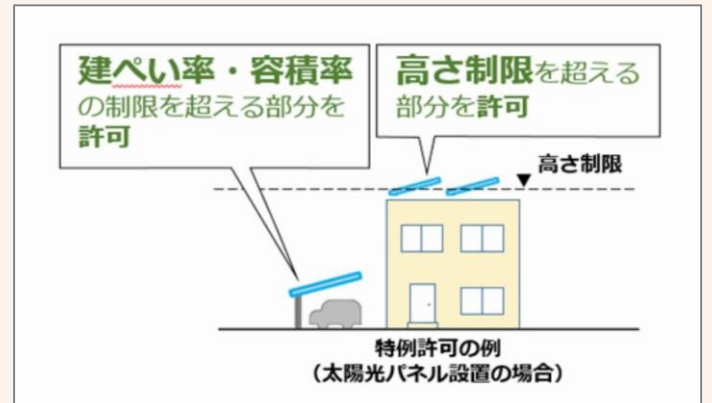 建ぺい率・容積率
の制限を超える部分を
許可
高さ制限を超える
部分を許可
高さ制限
特例許可の例
（太陽光パネル設置の場合）